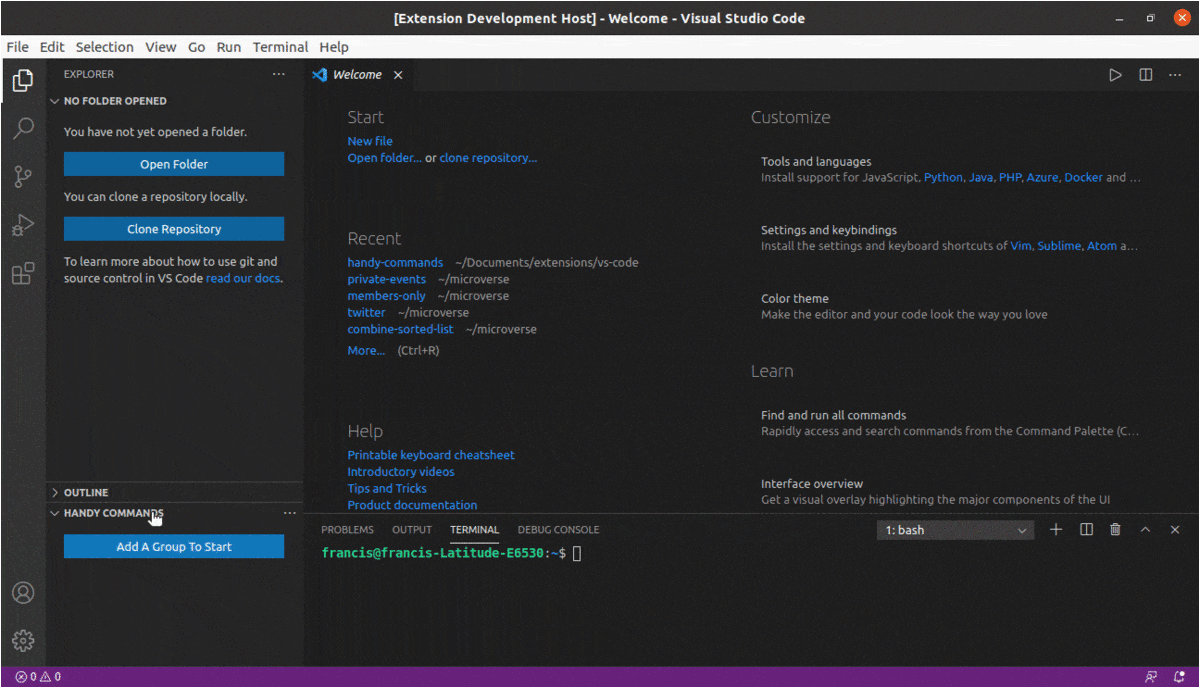 [Extension Development Host] - Welcome - Visual Studio Code
File Edit Selection View Go Run Terminal Help
EXPLORER
NO FOLDER OPENED
You have not yet opened a folder.
Open Folder
You can clone a repository locally.
Clone Repository
To learn more about how to use git and
source control in VS Code read our docs.
OUTLINE
HANDY COMMANDS
Add A Group To Start
Welcome
Start
New file
Open folder... or clone repository...
Recent
handy-commands ~/Documents/extensions/vs-code
private-events ~/microverse
members-only ~/microverse
twitter ~/microverse
combine-sorted-list ~/microverse
More... (Ctrl+R)
Help
Printable keyboard cheatsheet
Introductory videos
Tips and Tricks
Product documentation
Customize
Tools and languages
Install support for JavaScript, Python, Java, PHP, Azure, Docker and ...
Settings and keybindings
Install the settings and keyboard shortcuts of Vim, Sublime, Atom a...
Color theme
Make the editor and your code look the way you love
Learn
Find and run all commands
Rapidly access and search commands from the Command Palette (C...
Interface overview
Get a visual overlay highlighting the major components of the UI
PROBLEMS OUTPUT TERMINAL DEBUG CONSOLE
1: bash
francis@francis-Latitude-E6530:~$
0 0